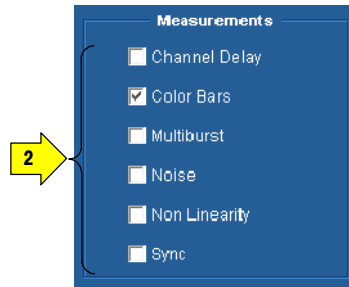 Measurements
Channel Delay
Color Bars
Multiburst
2
Noise
Non Linearity
Sync